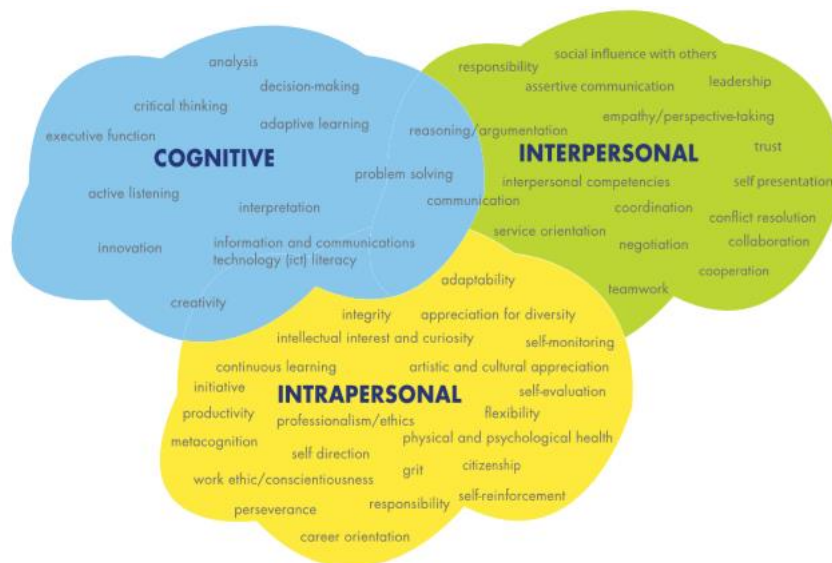 analysis
decision-making
critical thinking
adaptive learning
executive function
COGNITIVE
problem solving
active listening
interpretation
innovation
information and communications
technology (ict) literacy
creativity
social influence with others
responsibility
leadership
assertive communication
empathy/perspective-taking
reasoning/argumentation
trust
INTERPERSONAL
interpersonal competencies
self presentation
communication
coordination
conflict resolution
service orientation
negotiation
collaboration
cooperation
teamwork
adaptability
integrity
appreciation for diversity
intellectual interest and curiosity
self-monitoring
continuous learning
artistic and cultural appreciation
initiative
INTRAPERSONAL
self-evaluation
productivity
professionalism/ethics
flexibility
metacognition
physical and psychological health
self direction
grit
citizenship
work ethic/conscientiousness
perseverance
responsibility
self-reinforcement
career orientation